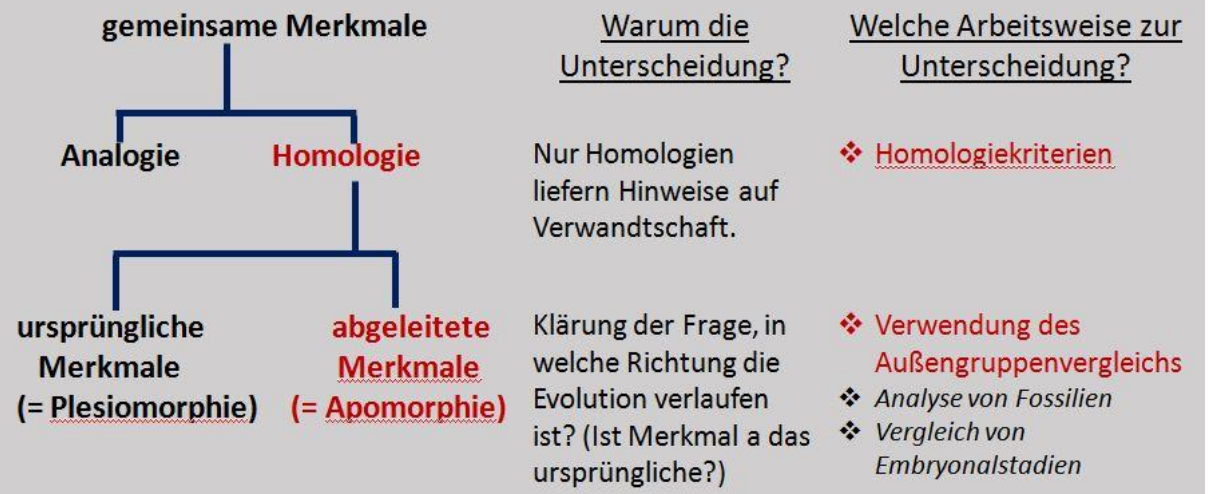 gemeinsame Merkmale
Warum die
Unterscheidung?
Welche Arbeitsweise zur
Unterscheidung?
Analogie
Homologie
Nur Homologien
liefern Hinweise auf
Verwandtschaft.
❖ Homologiekriterien
ursprüngliche
Merkmale
(= Plesiomorphie)
abgeleitete
Merkmale
(= Apomorphie)
Klärung der Frage, in
welche Richtung die
Evolution verlaufen
ist? (Ist Merkmal a das
ursprüngliche?)
❖ Verwendung des
Außengruppenvergleichs
❖ Analyse von Fossilien
❖ Vergleich von
Embryonalstadien